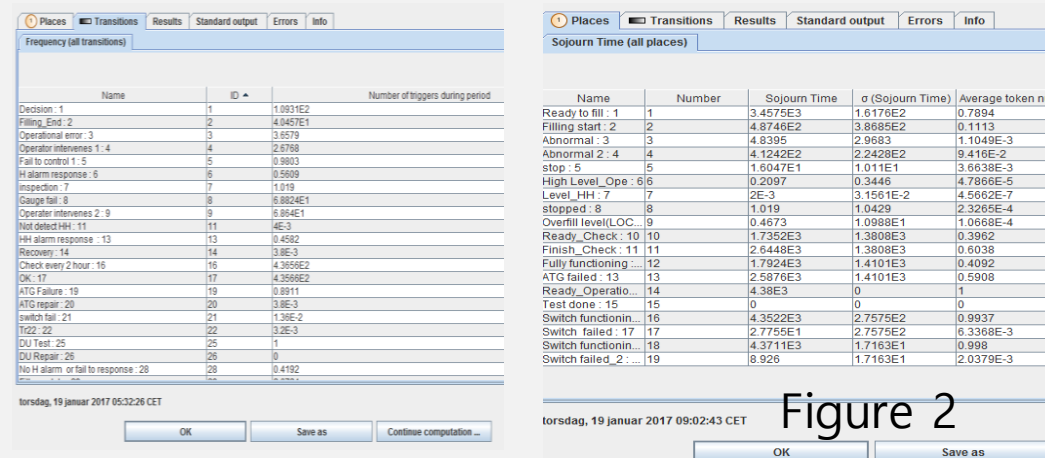 Places Transitions Results Standard output Errors Info
Frequency (all transitions)
Name ID Number of triggers during period
Decision : 1 1 1.0931E2
Filling_End : 2 2 4.0457E1
Operational error : 3 3 3.6579
Operator intervenes 1 : 4 4 2.6768
Fail to control 1 : 5 5 0.9803
H alarm response : 6 6 0.5609
inspection : 7 7 1.019
Gauge fail : 8 8 6.8824E1
Operater intervenes 2 : 9 9 6.864E1
Not detect HH : 11 11 4E-3
HH alarm response : 13 13 0.4582
Recovery : 14 14 3.8E-3
Check every 2 hour : 16 16 4.3656E2
OK : 17 17 4.3566E2
ATG Failure : 19 19 0.8911
ATG repair : 20 20 3.8E-3
switch fail : 21 21 1.36E-2
Tr22 : 22 22 3.2E-3
DU Test : 25 25 1
DU Repair : 26 26 0
No H alarm or fail to response : 28 28 0.4192
torsdag, 19 januar 2017 05:32:26 CET
OK Save as Continue computation ...
Places Transitions Results Standard output Errors Info
Sojourn Time (all places)
Name Number Sojourn Time σ (Sojourn Time) Average token n
Ready to fill : 1 1 3.4575E3 1.6176E2 0.7894
Filling start : 2 2 4.8746E2 3.8685E2 0.1113
Abnormal : 3 3 4.8395 2.9683 1.1049E-3
Abnormal 2 : 4 4 4.1242E2 2.2428E2 9.416E-2
stop : 5 5 1.6047E1 1.011E1 3.6638E-3
High Level_Ope : 6 6 0.2097 0.3446 4.7866E-5
Level_HH : 7 7 2E-3 3.1561E-2 4.5662E-7
stopped : 8 8 1.019 1.0429 2.3265E-4
Overfill level(LOC... 9 0.4673 1.0988E1 1.0668E-4
Ready_Check : 10 10 1.7352E3 1.3808E3 0.3962
Finish_Check : 11 11 2.6448E3 1.3808E3 0.6038
Fully functioning :... 12 1.7924E3 1.4101E3 0.4092
ATG failed : 13 13 2.5876E3 1.4101E3 0.5908
Ready_Operatio... 14 4.38E3 0 1
Test done : 15 15 0 0 0
Switch functionin... 16 4.3522E3 2.7575E2 0.9937
Switch failed : 17 17 2.7755E1 2.7575E2 6.3368E-3
Switch functionin... 18 4.3711E3 1.7163E1 0.998
Switch failed_2 : ... 19 8.926 1.7163E1 2.0379E-3
torsdag, 19 januar 2017 09:02:43 CET
Figure 2
OK Save as